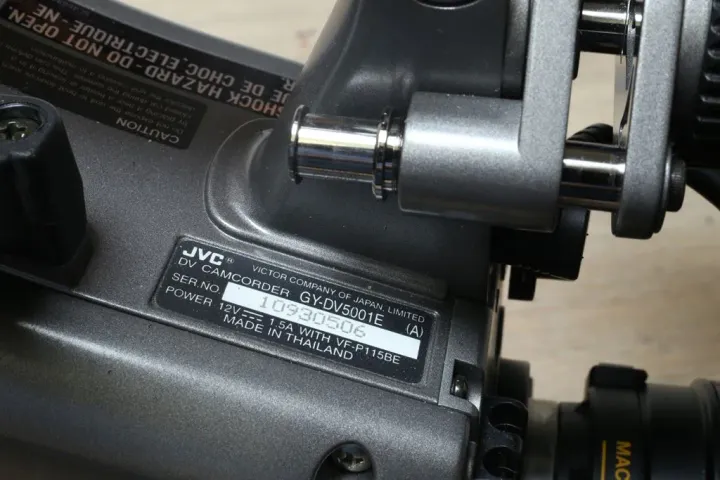 SHOCK HAZARD-DO NOT OPEN.
DE CHOC. ELECTRIQUE-NE
CAUTION
JVC®
VICTOR COMPANY OF JAPAN, LIMITED
DV CAMCORDER GY-DV5001E (A)
SER.NO. 10930506
POWER 12V⎓ 1.5A WITH VF-P115BE
MADE IN THAILAND